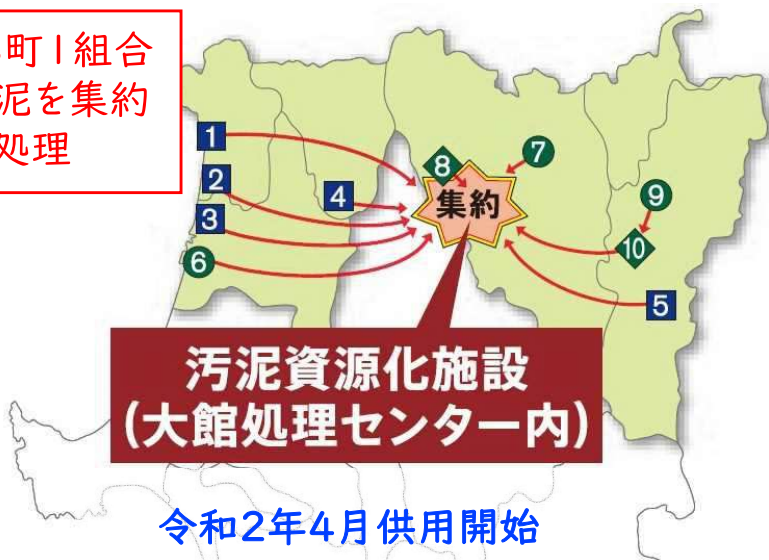 町1組合
泥を集約
処理
1
2
3
4
5
6
7
8
9
10
集約
汚泥資源化施設
(大館処理センター内)
令和2年4月供用開始